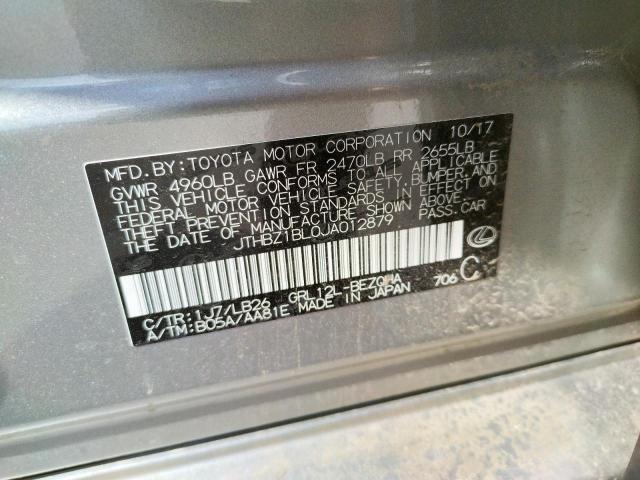 MFD. BY: TOYOTA MOTOR CORPORATION 10/17
GVWR 4960LB GAWR FR 2470LB RR 2655LB
THIS VEHICLE CONFORMS TO ALL APPLICABLE
FEDERAL MOTOR VEHICLE SAFETY, BUMPER, AND
THEFT PREVENTION STANDARDS IN EFFECT ON
THE DATE OF MANUFACTURE SHOWN ABOVE.
JTHBZ1BL0JA012879 PASS. CAR
C/TR: 1J7/LB26 GRL12L-BEZQHA 706 C
A/TM: B05A/AA81E MADE IN JAPAN